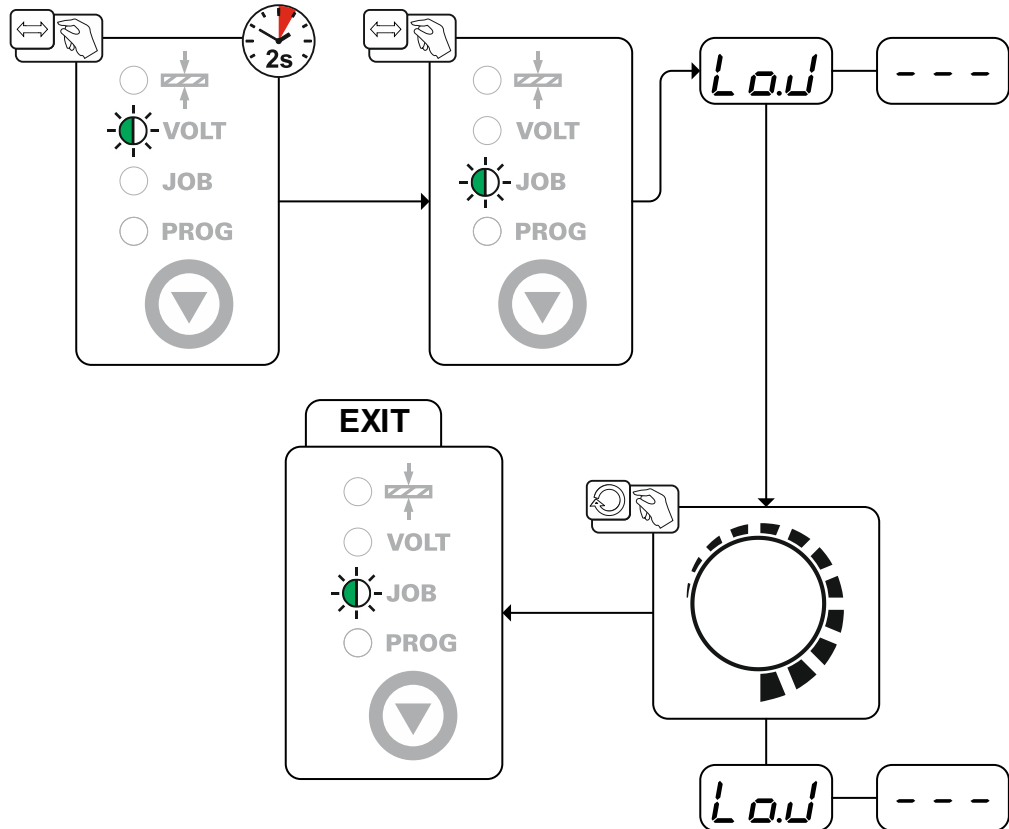 2s
VOLT
JOB
PROG
VOLT
JOB
PROG
Lo.J
- - -
EXIT
VOLT
JOB
PROG
Lo.J
- - -